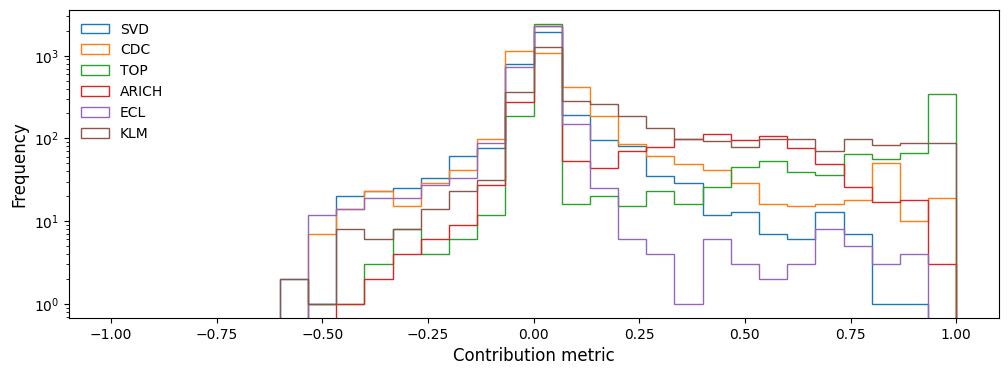 SVD
CDC
TOP
ARICH
ECL
KLM
Frequency
10³
10²
10¹
10⁰
−1.00 −0.75 −0.50 −0.25 0.00 0.25 0.50 0.75 1.00
Contribution metric